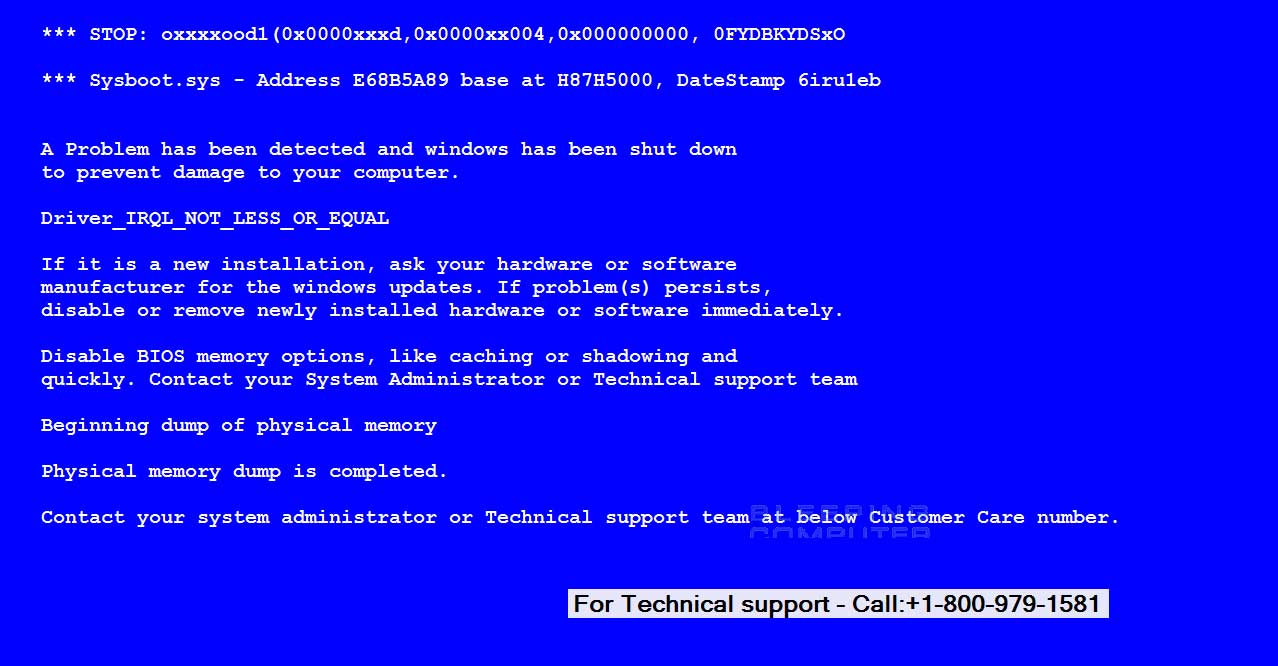 *** STOP: oxxxxood1(0x0000xxxd,0x0000xx004,0x000000000, 0FYDBKYDSxO
*** Sysboot.sys – Address E68B5A89 base at H87H5000, DateStamp 6iru1eb
A Problem has been detected and windows has been shut down
to prevent damage to your computer.
Driver_IRQL_NOT_LESS_OR_EQUAL
If it is a new installation, ask your hardware or software
manufacturer for the windows updates. If problem(s) persists,
disable or remove newly installed hardware or software immediately.
Disable BIOS memory options, like caching or shadowing and
quickly. Contact your System Administrator or Technical support team
Beginning dump of physical memory
Physical memory dump is completed.
Contact your system administrator or Technical support team at below Customer Care number.
BLEEPING
COMPUTER
For Technical support - Call:+1-800-979-1581